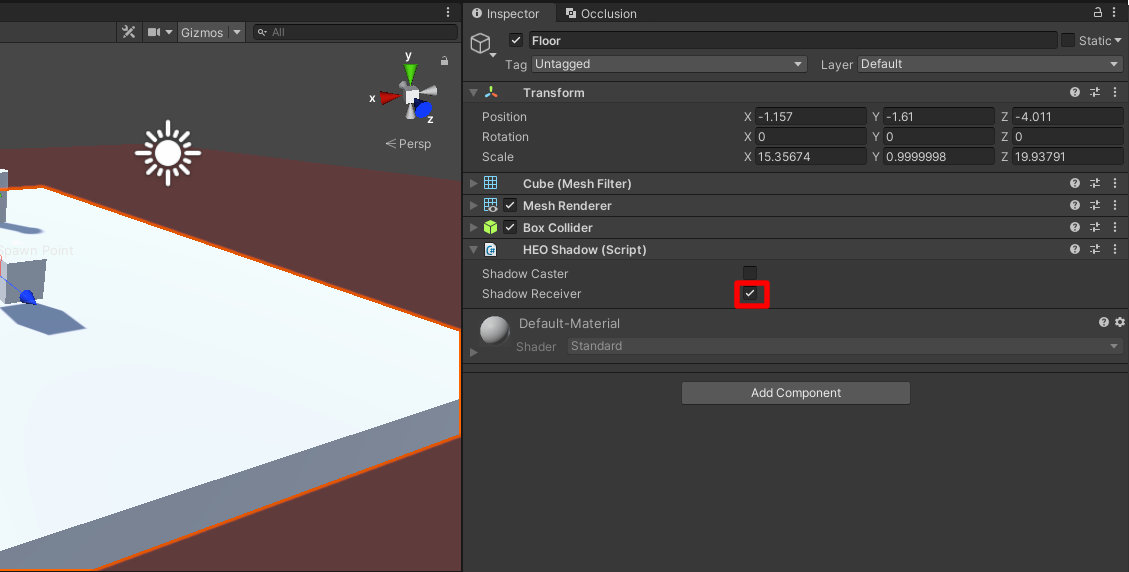 Inspector
Occlusion
Gizmos
All
Floor
Static
Tag
Untagged
Layer
Default
Transform
Position
X -1.157
Y -1.61
Z -4.011
Rotation
X 0
Y 0
Z 0
Scale
X 15.35674
Y 0.9999998
Z 19.93791
Cube (Mesh Filter)
Mesh Renderer
Box Collider
HEO Shadow (Script)
Shadow Caster
Shadow Receiver
Default-Material
Shader
Standard
Add Component
y
x
z
Persp
Spawn Point